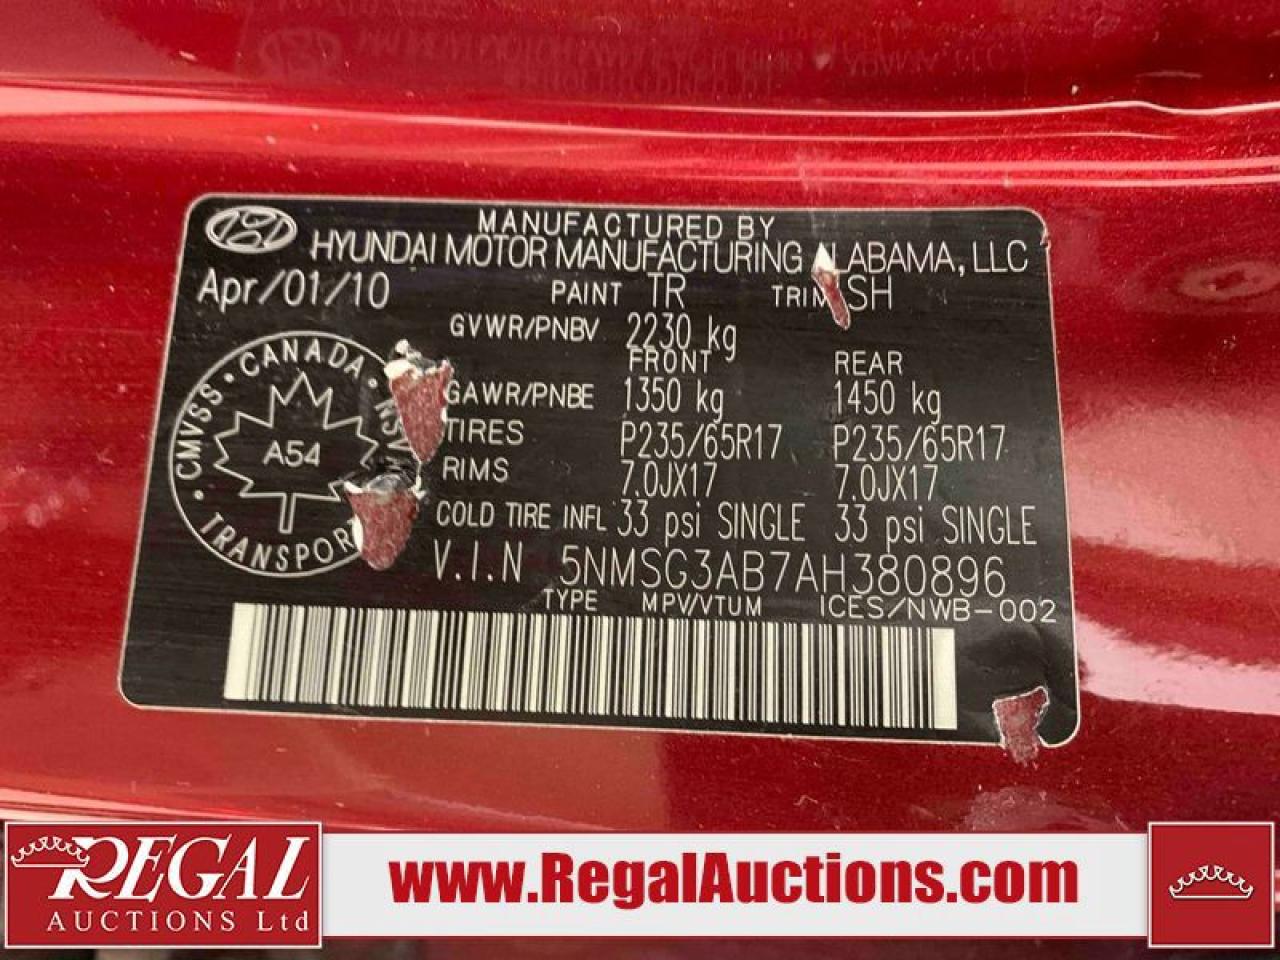 MANUFACTURED BY
HYUNDAI MOTOR MANUFACTURING ALABAMA, LLC
Apr/01/10 PAINT TR TRIM SH
GVWR/PNBV 2230 kg
FRONT REAR
GAWR/PNBE 1350 kg 1450 kg
TIRES P235/65R17 P235/65R17
RIMS 7.0JX17 7.0JX17
COLD TIRE INFL 33 psi SINGLE 33 psi SINGLE
V.I.N 5NMSG3AB7AH380896
TYPE MPV/VTUM ICES/NWB-002
CMVSS • CANADA • NSV
A54
• TRANSPORT
REGAL
AUCTIONS Ltd
www.RegalAuctions.com